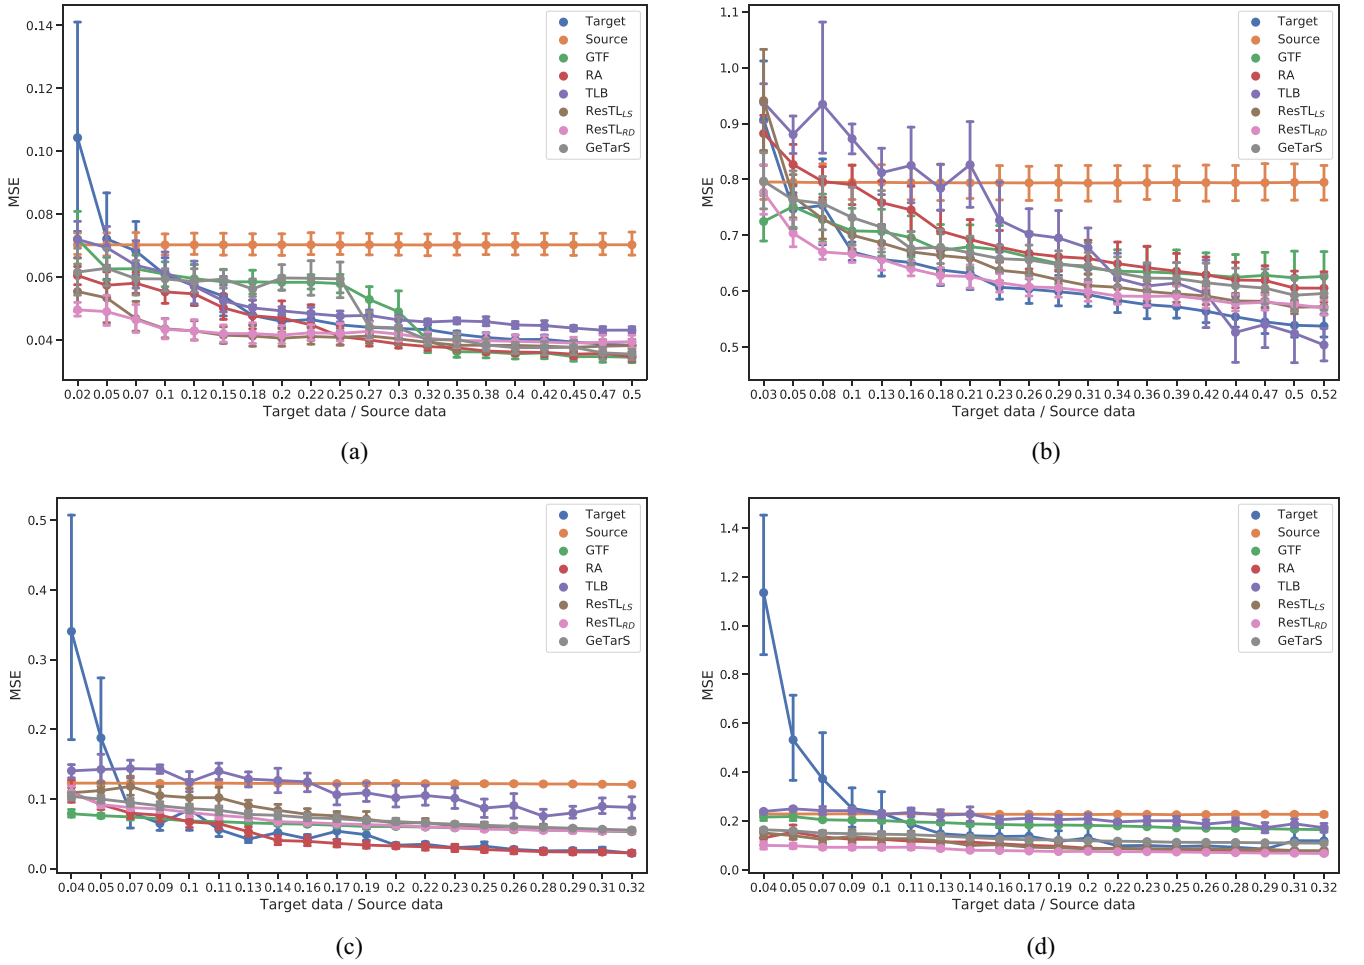 0.14
0.12
0.10
0.08
0.06
0.04
MSE
Target
Source
GTF
RA
TLB
ResTL_LS
ResTL_RD
GeTarS
0.02 0.05 0.07 0.1 0.12 0.15 0.18 0.2 0.22 0.25 0.27 0.3 0.32 0.35 0.38 0.4 0.42 0.45 0.47 0.5
Target data / Source data
(a)
1.1
1.0
0.9
0.8
0.7
0.6
0.5
MSE
Target
Source
GTF
RA
TLB
ResTL_LS
ResTL_RD
GeTarS
0.03 0.05 0.08 0.1 0.13 0.16 0.18 0.21 0.23 0.26 0.29 0.31 0.34 0.36 0.39 0.42 0.44 0.47 0.5 0.52
Target data / Source data
(b)
0.5
0.4
0.3
0.2
0.1
0.0
MSE
Target
Source
GTF
RA
TLB
ResTL_LS
ResTL_RD
GeTarS
0.04 0.05 0.07 0.09 0.1 0.11 0.13 0.14 0.16 0.17 0.19 0.2 0.22 0.23 0.25 0.26 0.28 0.29 0.31 0.32
Target data / Source data
(c)
1.4
1.2
1.0
0.8
0.6
0.4
0.2
0.0
MSE
Target
Source
GTF
RA
TLB
ResTL_LS
ResTL_RD
GeTarS
0.04 0.05 0.07 0.09 0.1 0.11 0.13 0.14 0.16 0.17 0.19 0.2 0.22 0.23 0.25 0.26 0.28 0.29 0.31 0.32
Target data / Source data
(d)